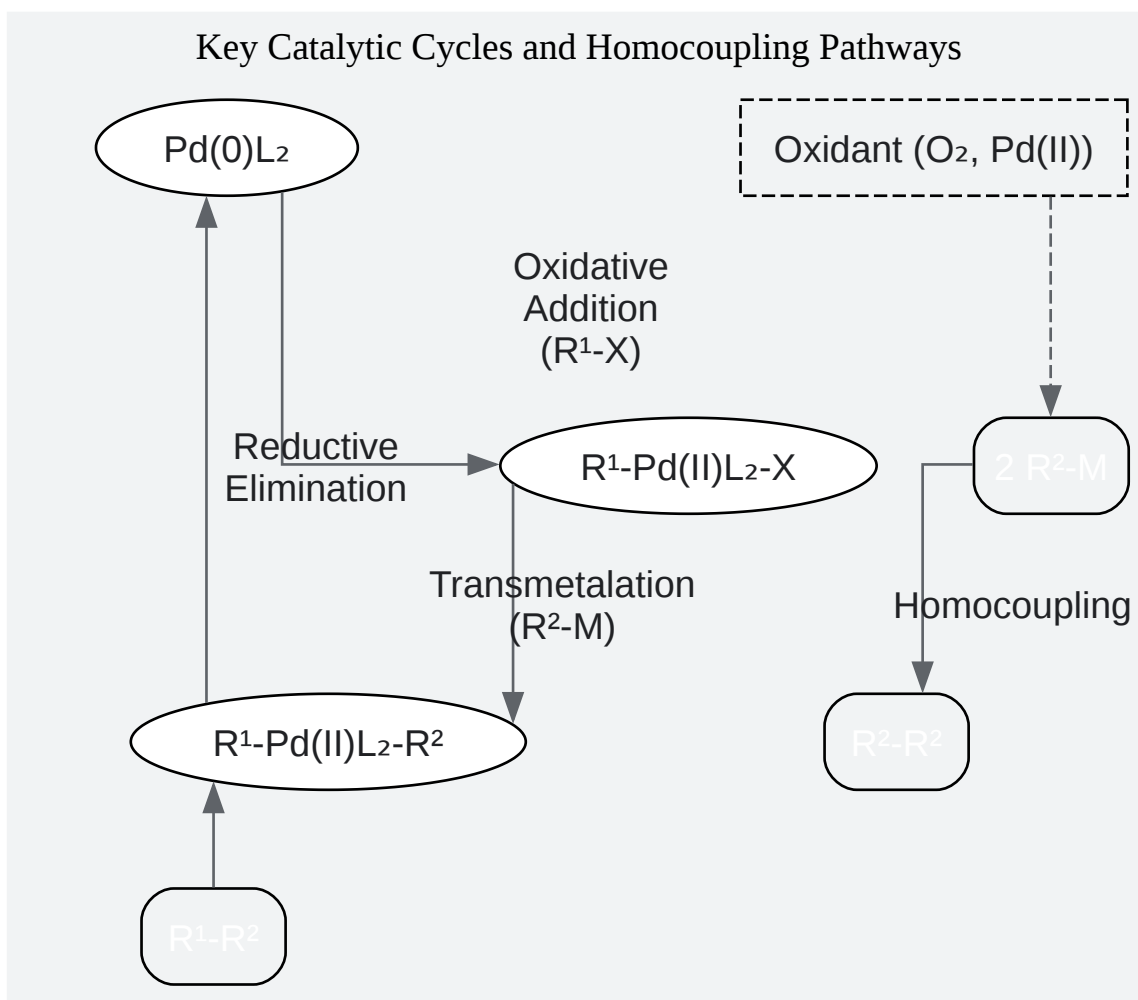 Key Catalytic Cycles and Homocoupling Pathways
Pd(0)L₂
Oxidant (O₂, Pd(II))
Oxidative
Addition
(R¹-X)
Reductive
Elimination
R¹-Pd(II)L₂-X
2 R²-M
Transmetalation
(R²-M)
Homocoupling
R¹-Pd(II)L₂-R²
R²-R²
R¹-R²